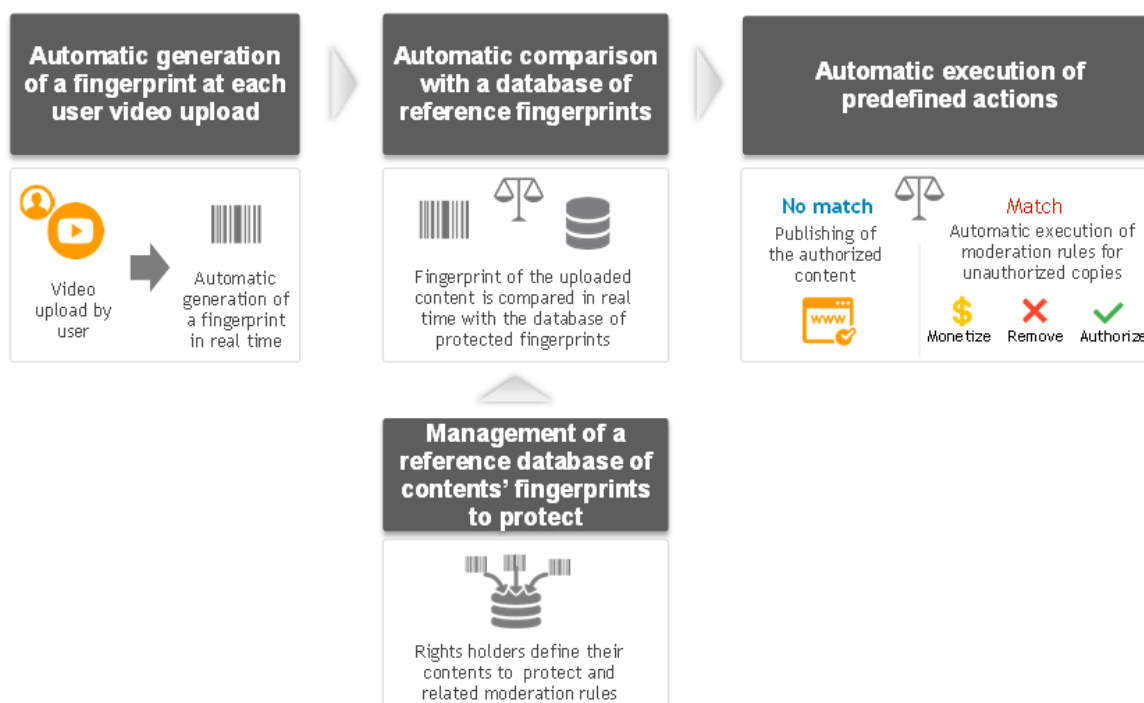 Automatic generation
of a fingerprint at each
user video upload
Video
upload by
user
Automatic
generation of
a fingerprint
in real time
Automatic comparison
with a database of
reference fingerprints
Fingerprint of the uploaded
content is compared in real
time with the database of
protected fingerprints
Automatic execution of
predefined actions
No match
Publishing of
the authorized
content
www
Match
Automatic execution of
moderation rules for
unauthorized copies
$
Monetize Remove Authorize
Management of a
reference database of
contents’ fingerprints
to protect
Rights holders define their
contents to protect and
related moderation rules